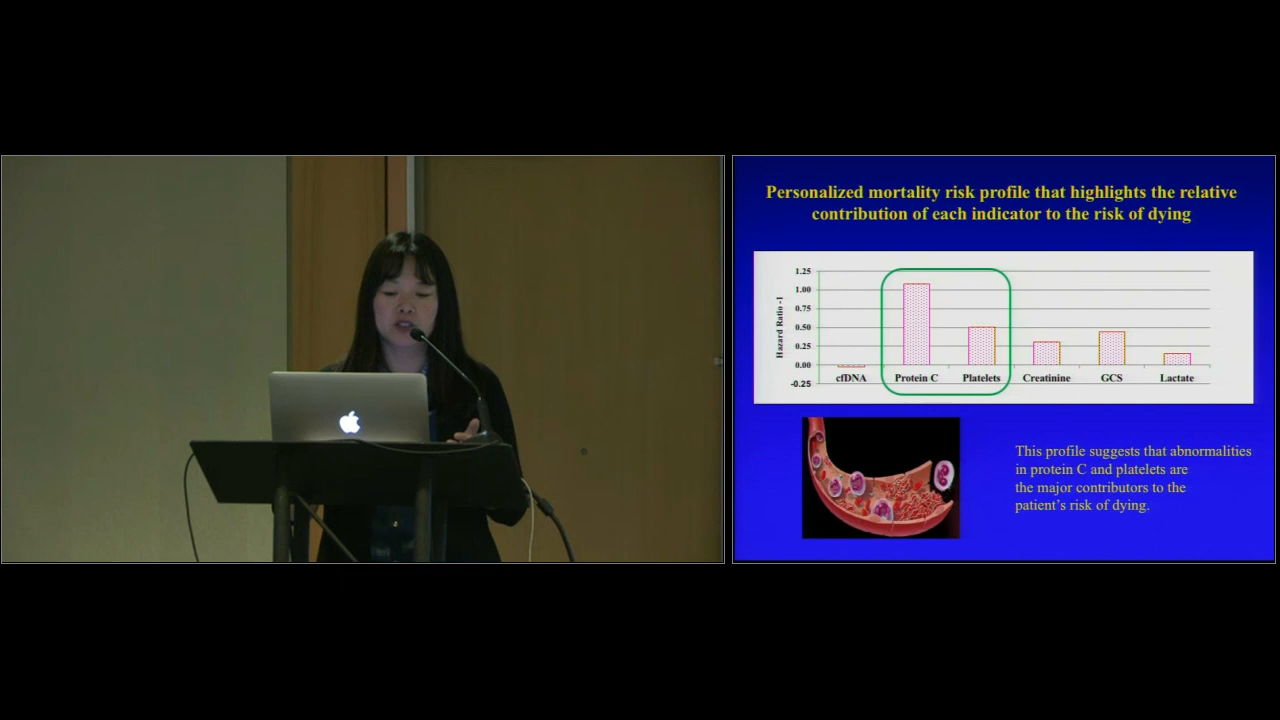 Personalized mortality risk profile that highlights the relative
contribution of each indicator to the risk of dying
1.25
1.00
0.75
0.50
0.25
0.00
-0.25
Hazard Ratio -1
cfDNA Protein C Platelets Creatinine GCS Lactate
This profile suggests that abnormalities
in protein C and platelets are
the major contributors to the
patient's risk of dying.